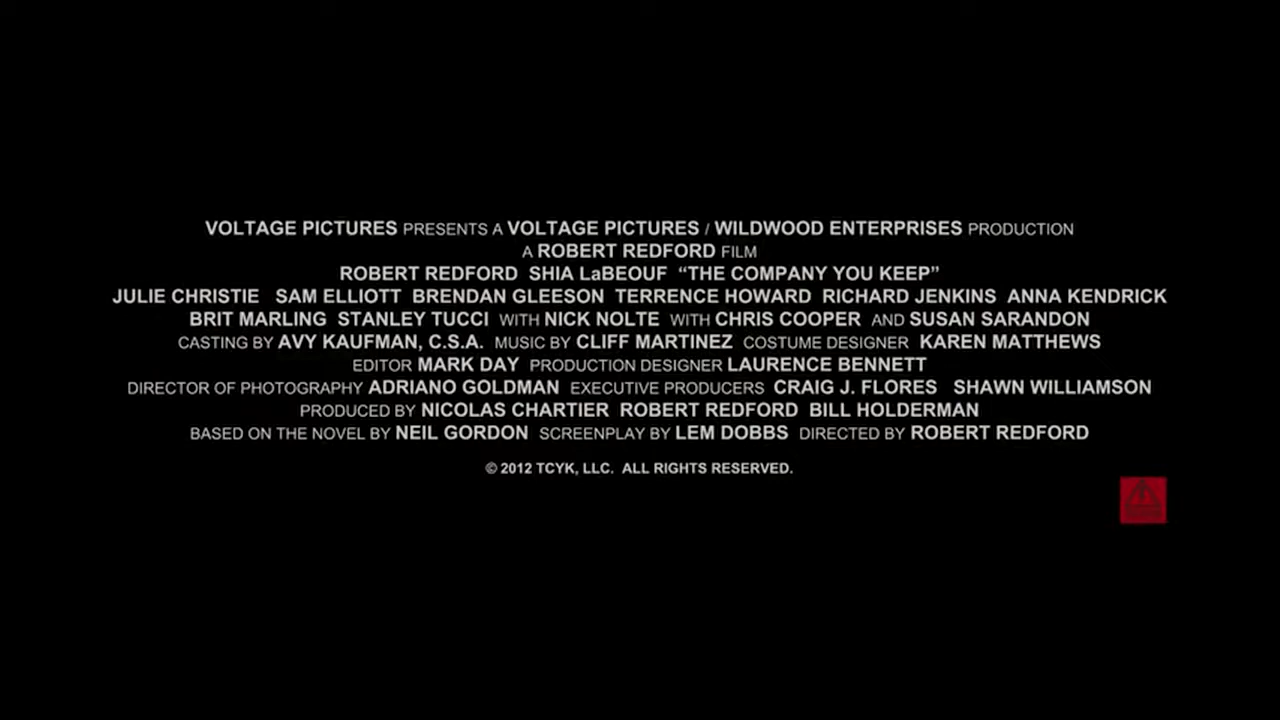 VOLTAGE PICTURES PRESENTS A VOLTAGE PICTURES / WILDWOOD ENTERPRISES PRODUCTION
A ROBERT REDFORD FILM
ROBERT REDFORD SHIA LaBEOUF “THE COMPANY YOU KEEP”
JULIE CHRISTIE SAM ELLIOTT BRENDAN GLEESON TERRENCE HOWARD RICHARD JENKINS ANNA KENDRICK
BRIT MARLING STANLEY TUCCI WITH NICK NOLTE WITH CHRIS COOPER AND SUSAN SARANDON
CASTING BY AVY KAUFMAN, C.S.A. MUSIC BY CLIFF MARTINEZ COSTUME DESIGNER KAREN MATTHEWS
EDITOR MARK DAY PRODUCTION DESIGNER LAURENCE BENNETT
DIRECTOR OF PHOTOGRAPHY ADRIANO GOLDMAN EXECUTIVE PRODUCERS CRAIG J. FLORES SHAWN WILLIAMSON
PRODUCED BY NICOLAS CHARTIER ROBERT REDFORD BILL HOLDERMAN
BASED ON THE NOVEL BY NEIL GORDON SCREENPLAY BY LEM DOBBS DIRECTED BY ROBERT REDFORD
© 2012 TCYK, LLC. ALL RIGHTS RESERVED.